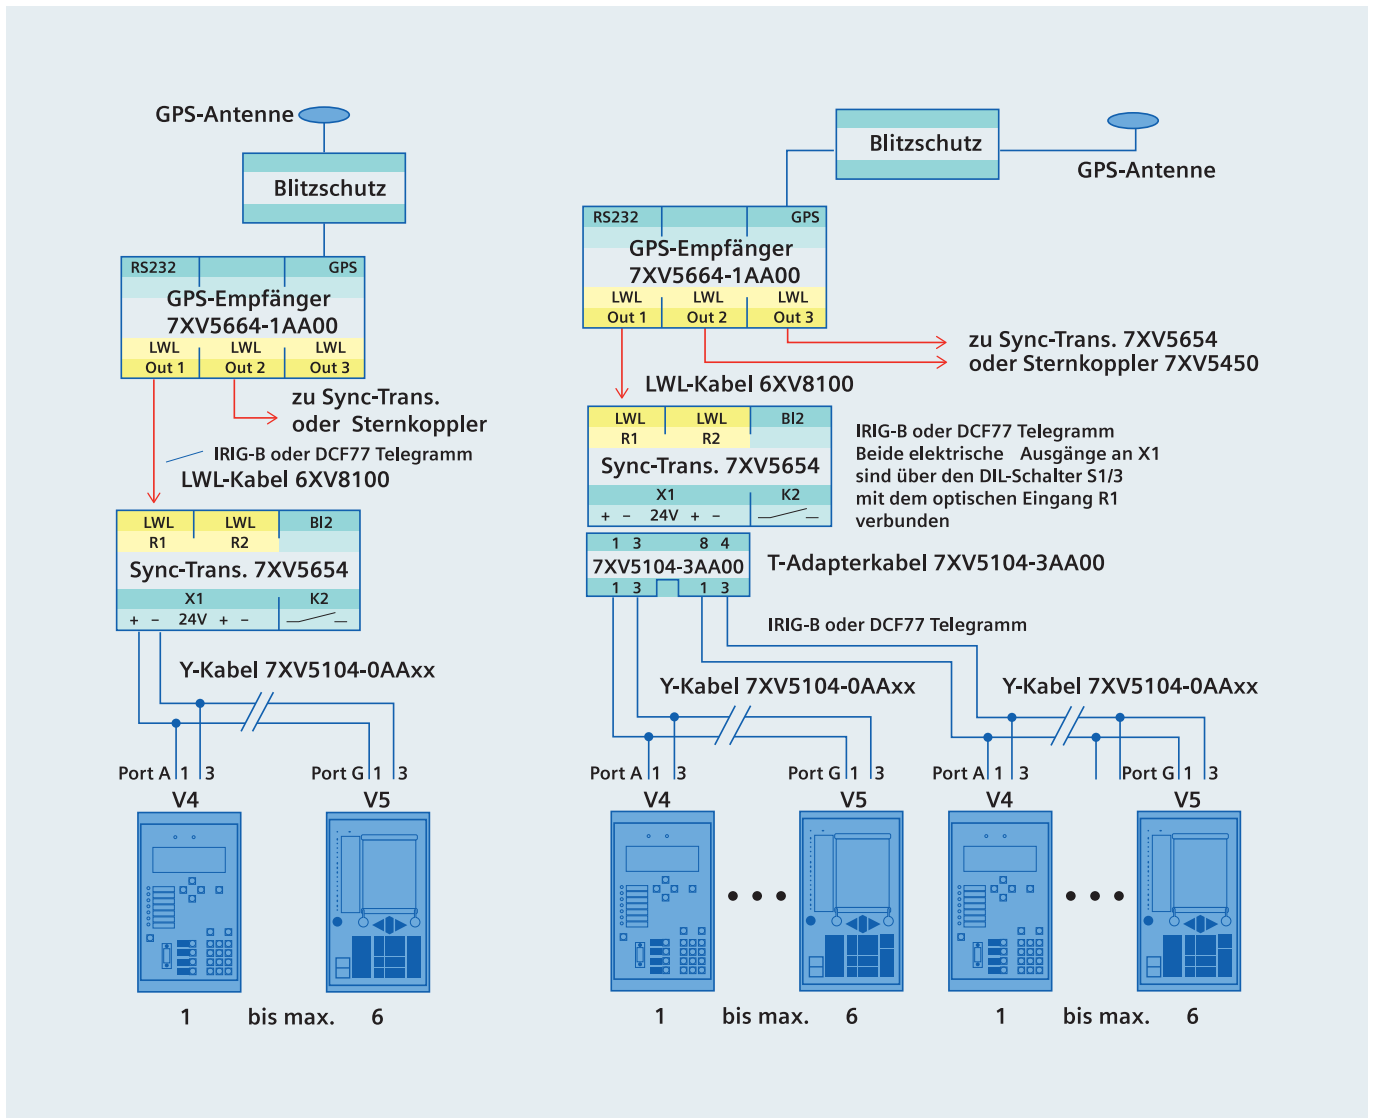 GPS-Antenne
Blitzschutz
RS232 GPS
GPS-Empfänger
7XV5664-1AA00
LWL LWL LWL
Out 1 Out 2 Out 3
zu Sync-Trans.
oder Sternkoppler
IRIG-B oder DCF77 Telegramm
LWL-Kabel 6XV8100
LWL LWL BI2
R1 R2
Sync-Trans. 7XV5654
X1 K2
+ − 24V + −
Y-Kabel 7XV5104-0AAxx
Port A 1 3 Port G 1 3
V4 V5
1 bis max. 6
Blitzschutz
GPS-Antenne
RS232 GPS
GPS-Empfänger
7XV5664-1AA00
LWL LWL LWL
Out 1 Out 2 Out 3
zu Sync-Trans. 7XV5654
oder Sternkoppler 7XV5450
LWL-Kabel 6XV8100
LWL LWL BI2
R1 R2
Sync-Trans. 7XV5654
X1 K2
+ − 24V + −
IRIG-B oder DCF77 Telegramm
Beide elektrische Ausgänge an X1
sind über den DIL-Schalter S1/3
mit dem optischen Eingang R1
verbunden
1 3 8 4
7XV5104-3AA00
1 3 1 3
T-Adapterkabel 7XV5104-3AA00
IRIG-B oder DCF77 Telegramm
Y-Kabel 7XV5104-0AAxx Y-Kabel 7XV5104-0AAxx
Port A 1 3 Port G 1 3 Port A 1 3 Port G 1 3
V4 V5 V4 V5
1 bis max. 6 1 bis max. 6